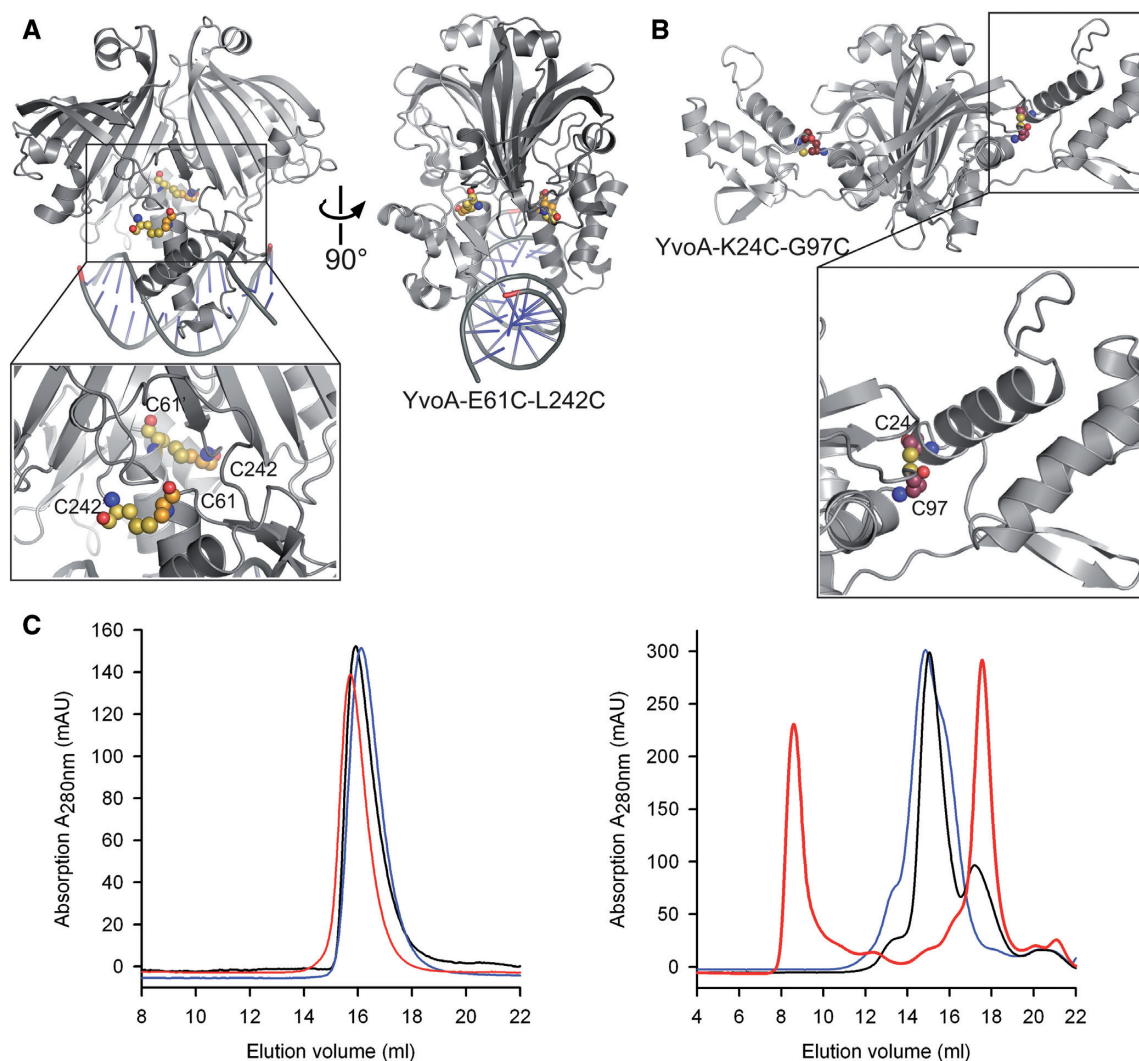 A
90°
YvoA-E61C-L242C
C61'
C242
C61
C242
B
YvoA-K24C-G97C
C24
C97
C
160
140
120
100
80
60
40
20
0
Absorption A280nm (mAU)
8 10 12 14 16 18 20 22
Elution volume (ml)
300
250
200
150
100
50
0
Absorption A280nm (mAU)
4 6 8 10 12 14 16 18 20 22
Elution volume (ml)